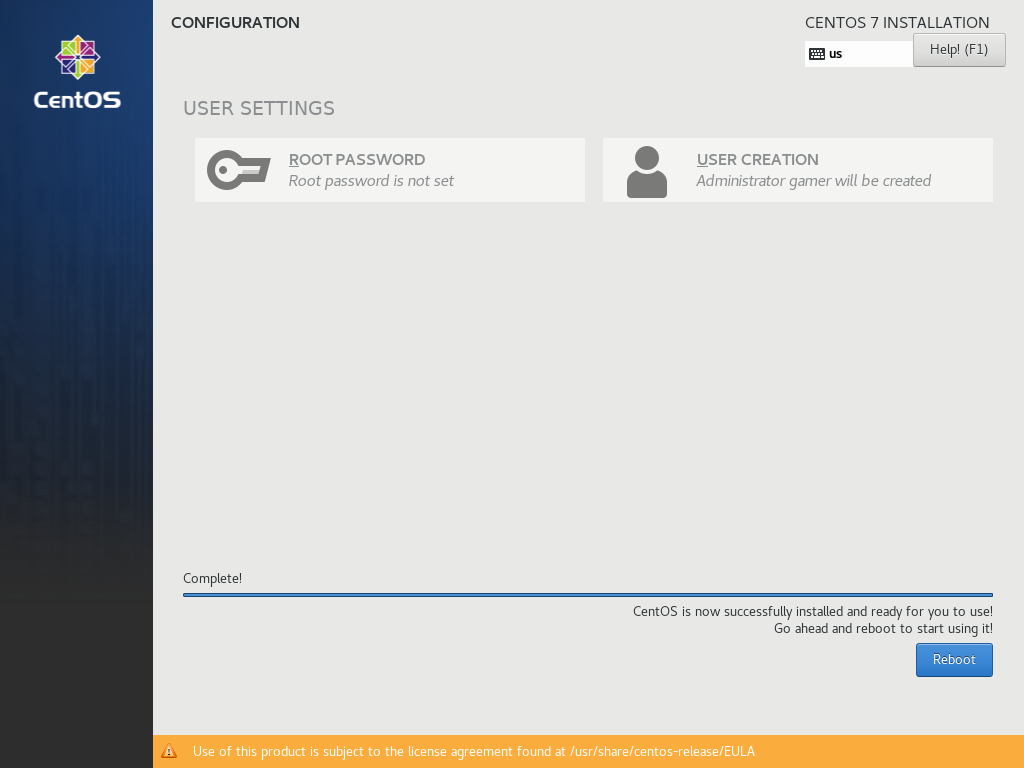 CentOS
CONFIGURATION
CENTOS 7 INSTALLATION
us
Help! (F1)
USER SETTINGS
ROOT PASSWORD
Root password is not set
USER CREATION
Administrator gamer will be created
Complete!
CentOS is now successfully installed and ready for you to use!
Go ahead and reboot to start using it!
Reboot
Use of this product is subject to the license agreement found at /usr/share/centos-release/EULA